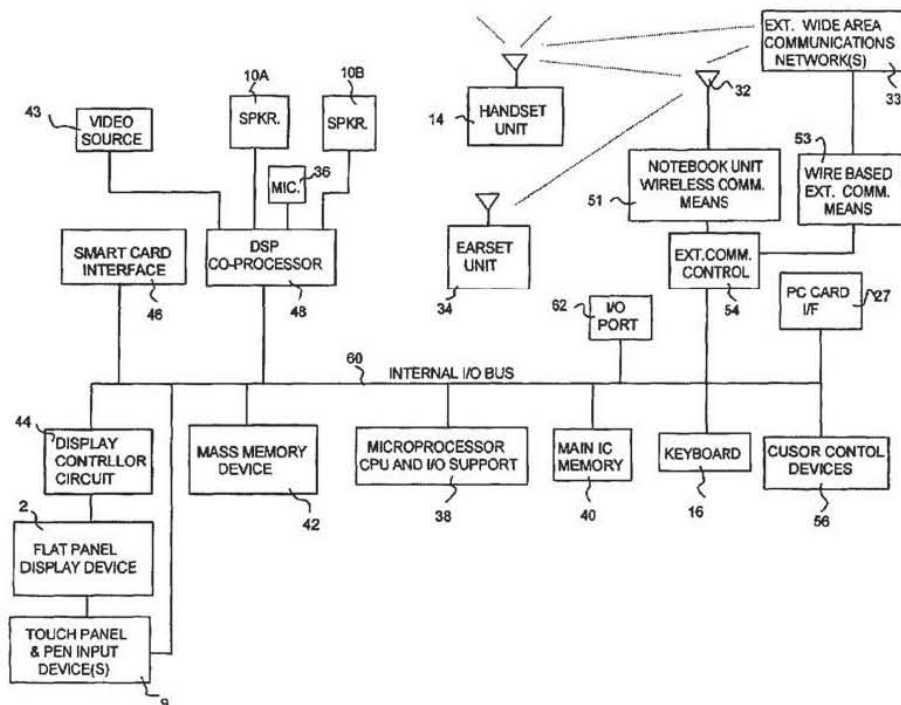 EXT. WIDE AREA
COMMUNICATIONS
NETWORK(S)
33
10A
SPKR.
10B
SPKR.
43
VIDEO
SOURCE
36
MIC.
14
HANDSET
UNIT
32
NOTEBOOK UNIT
WIRELESS COMM.
MEANS
51
53
WIRE BASED
EXT. COMM.
MEANS
SMART CARD
INTERFACE
46
DSP
CO-PROCESSOR
48
EARSET
UNIT
34
EXT.COMM.
CONTROL
54
62
I/O
PORT
PC CARD
I/F
27
60
INTERNAL I/O BUS
44
DISPLAY
CONTRLLOR
CIRCUIT
MASS MEMORY
DEVICE
42
MICROPROCESSOR
CPU AND I/O SUPPORT
38
MAIN IC
MEMORY
40
KEYBOARD
16
CUSOR CONTOL
DEVICES
56
2
FLAT PANEL
DISPLAY DEVICE
TOUCH PANEL
& PEN INPUT
DEVICE(S)
9